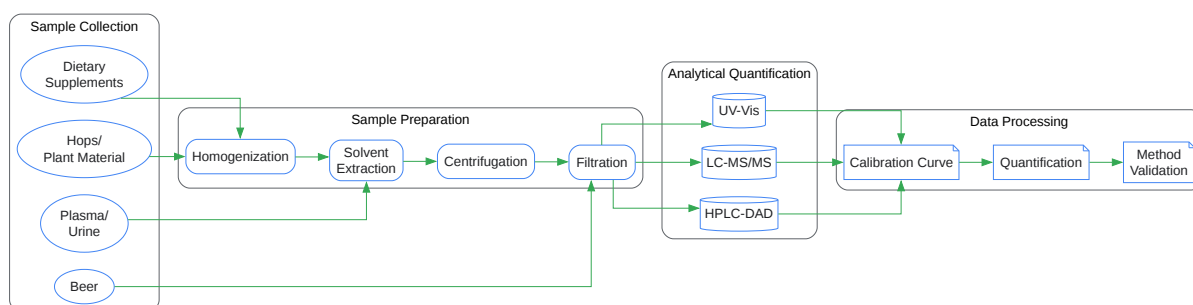 Sample Collection
Dietary
Supplements
Hops/
Plant Material
Plasma/
Urine
Beer
Sample Preparation
Homogenization
Solvent
Extraction
Centrifugation
Filtration
Analytical Quantification
UV-Vis
LC-MS/MS
HPLC-DAD
Data Processing
Calibration Curve
Quantification
Method
Validation